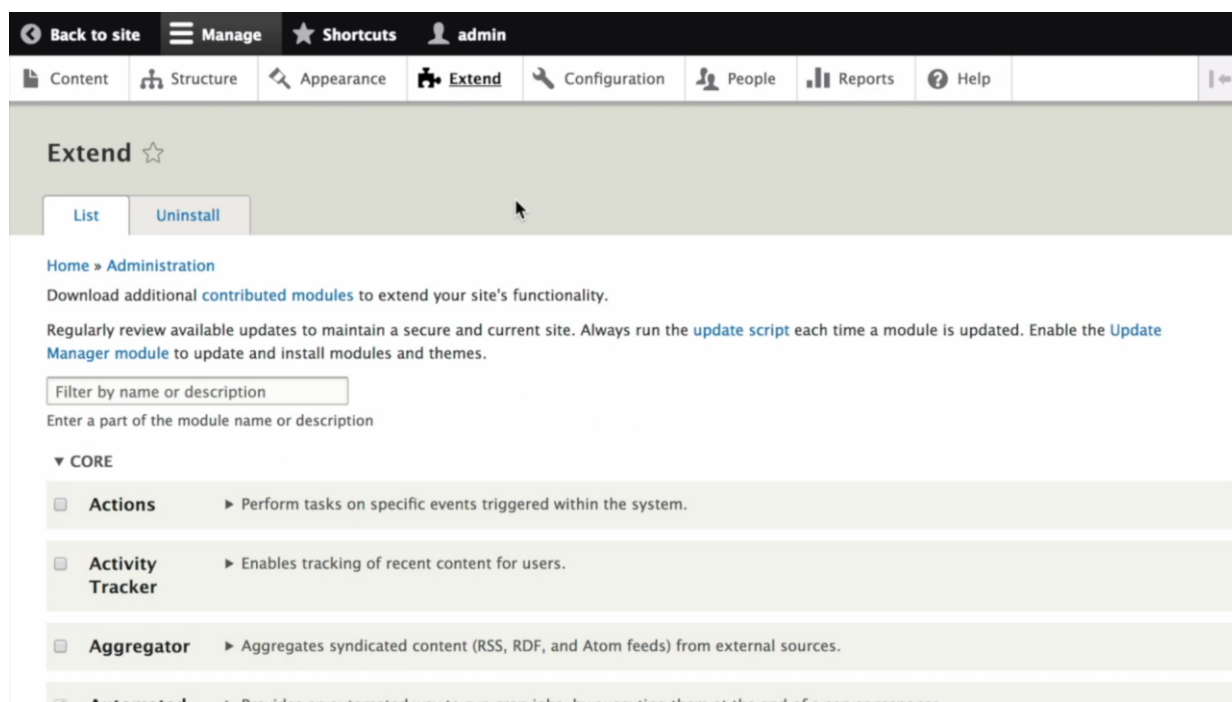 Back to site Manage Shortcuts admin
Content Structure Appearance Extend Configuration People Reports Help
Extend
List Uninstall
Home » Administration
Download additional contributed modules to extend your site's functionality.
Regularly review available updates to maintain a secure and current site. Always run the update script each time a module is updated. Enable the Update
Manager module to update and install modules and themes.
Filter by name or description
Enter a part of the module name or description
▼ CORE
Actions ▶ Perform tasks on specific events triggered within the system.
Activity ▶ Enables tracking of recent content for users.
Tracker
Aggregator ▶ Aggregates syndicated content (RSS, RDF, and Atom feeds) from external sources.